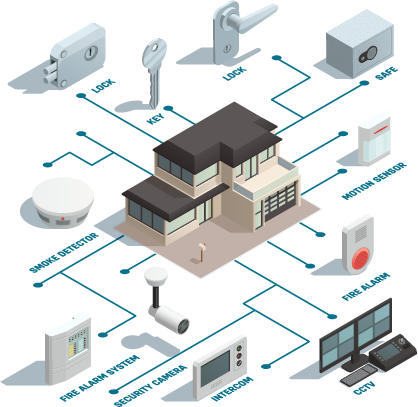 LOCK
KEY
LOCK
SAFE
MOTION SENSOR
SMOKE DETECTOR
FIRE ALARM
FIRE ALARM SYSTEM
SECURITY CAMERA
INTERCOM
CCTV